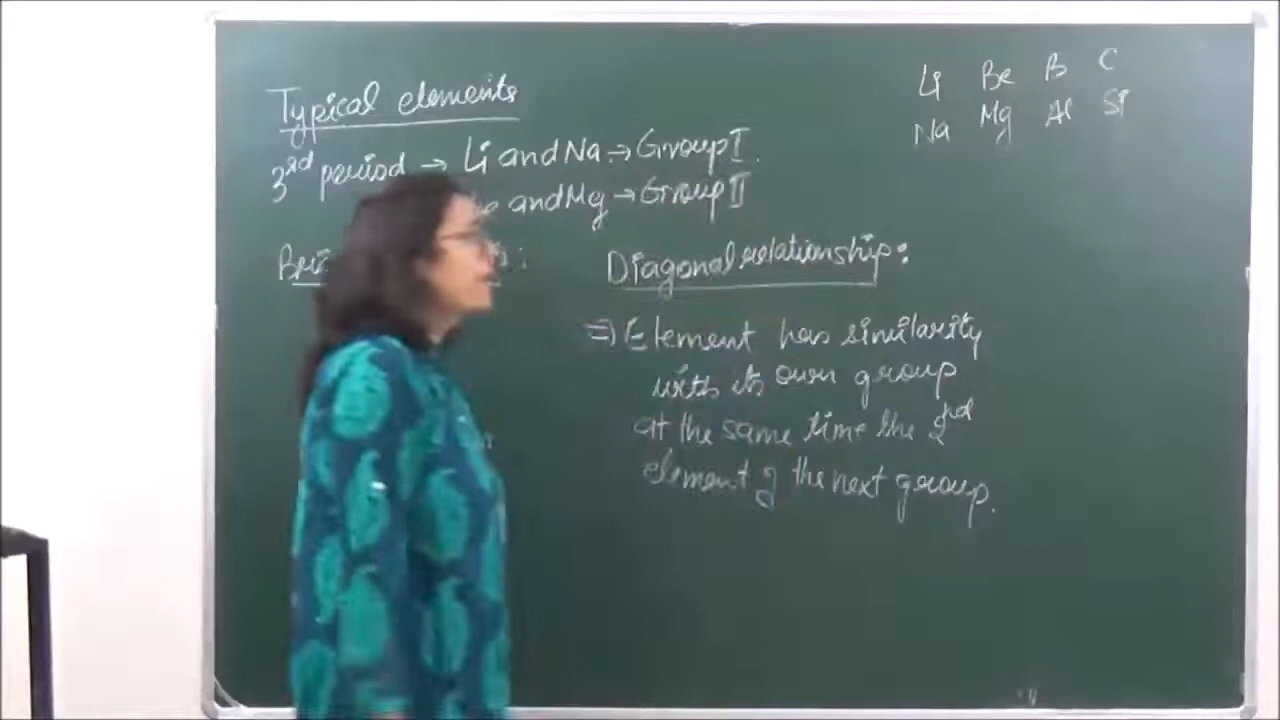 Typical elements
3rd period → Li and Na → Group I.
and Mg → Group II
Diagonal relationship:
⇒ Element has similarity
with its own group
at the same time the 2nd
element of the next group.
Li Be B C
Na Mg Al Si